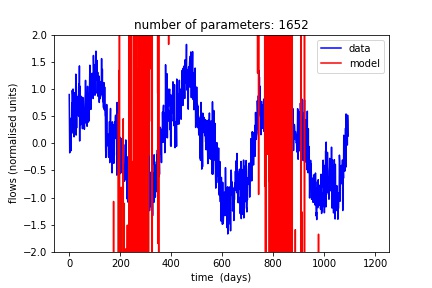 number of parameters: 1652
data
model
2.0
1.5
1.0
0.5
0.0
−0.5
−1.0
−1.5
−2.0
flows (normalised units)
0 200 400 600 800 1000 1200
time (days)